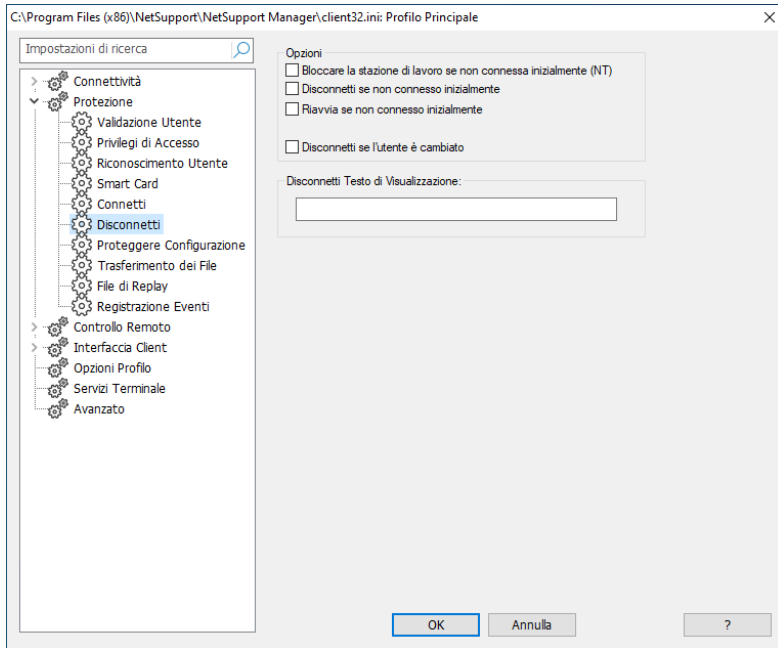 C:\Program Files (x86)\NetSupport\NetSupport Manager\client32.ini: Profilo Principale
Impostazioni di ricerca
Connettività
Protezione
Validazione Utente
Privilegi di Accesso
Riconoscimento Utente
Smart Card
Connetti
Disconnetti
Proteggere Configurazione
Trasferimento dei File
File di Replay
Registrazione Eventi
Controllo Remoto
Interfaccia Client
Opzioni Profilo
Servizi Terminale
Avanzato
Opzioni
Bloccare la stazione di lavoro se non connessa inizialmente (NT)
Disconnetti se non connesso inizialmente
Riavvia se non connesso inizialmente
Disconnetti se l'utente è cambiato
Disconnetti Testo di Visualizzazione:
OK
Annulla
?